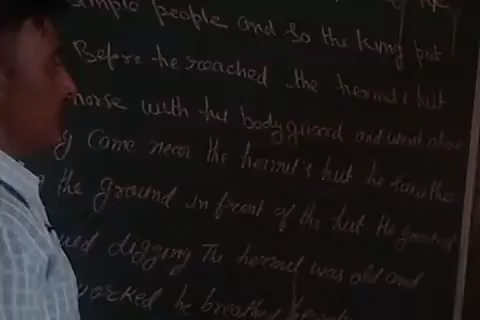 simple people and so the King put
Before he reached the hermit's hut
horse with his bodyguard and went alone
came near the hermit's hut he saw the
the ground in front of the hut He greeted
digging The hermit was old and
worked he breathed